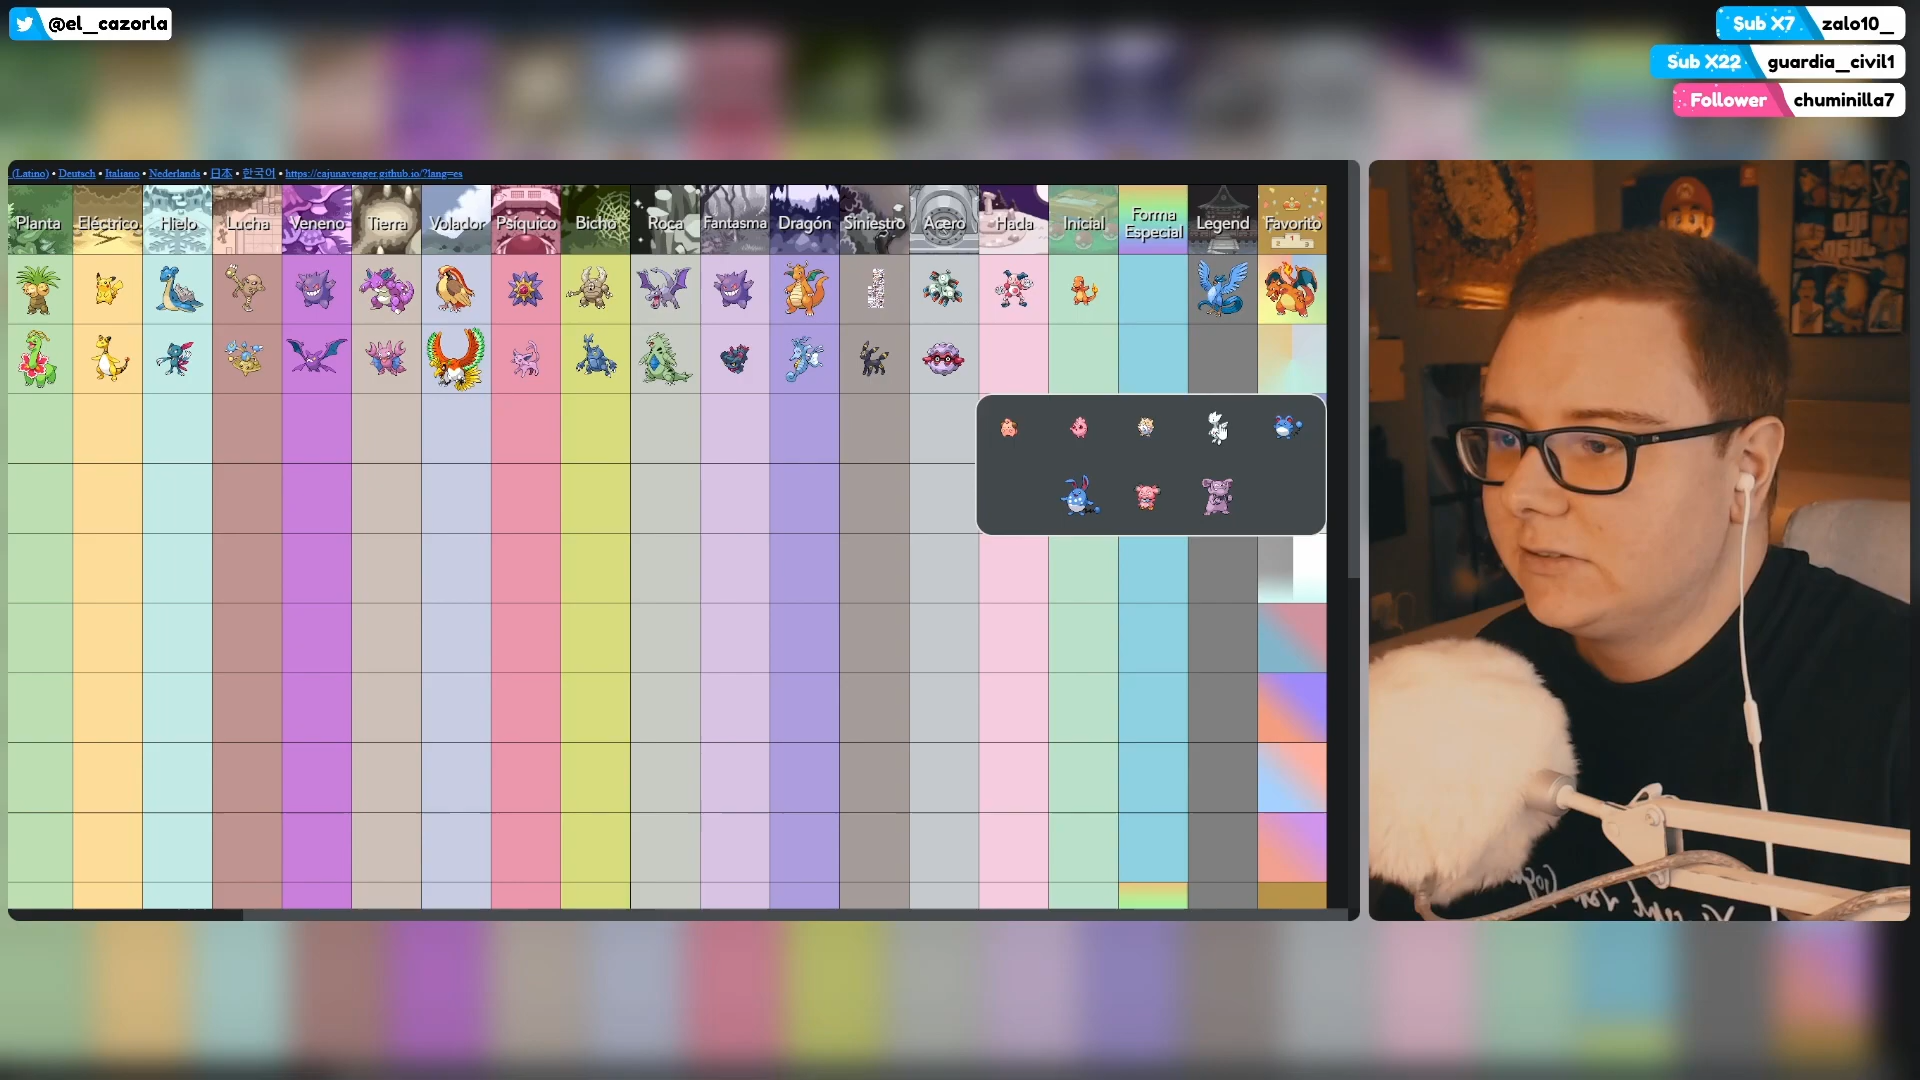 @el__cazorla
Sub X7 zalo10_
Sub X22 guardia_civil1
Follower chuminilla7
(Latino) • Deutsch • Italiano • Nederlands • 日本 • 한국어 • https://cajunavenger.github.io/?lang=es
Planta Eléctrico Hielo Lucha Veneno Tierra Volador Psíquico Bicho Roca Fantasma Dragón Siniestro Acero Hada Inicial Forma Especial Legend Favorito